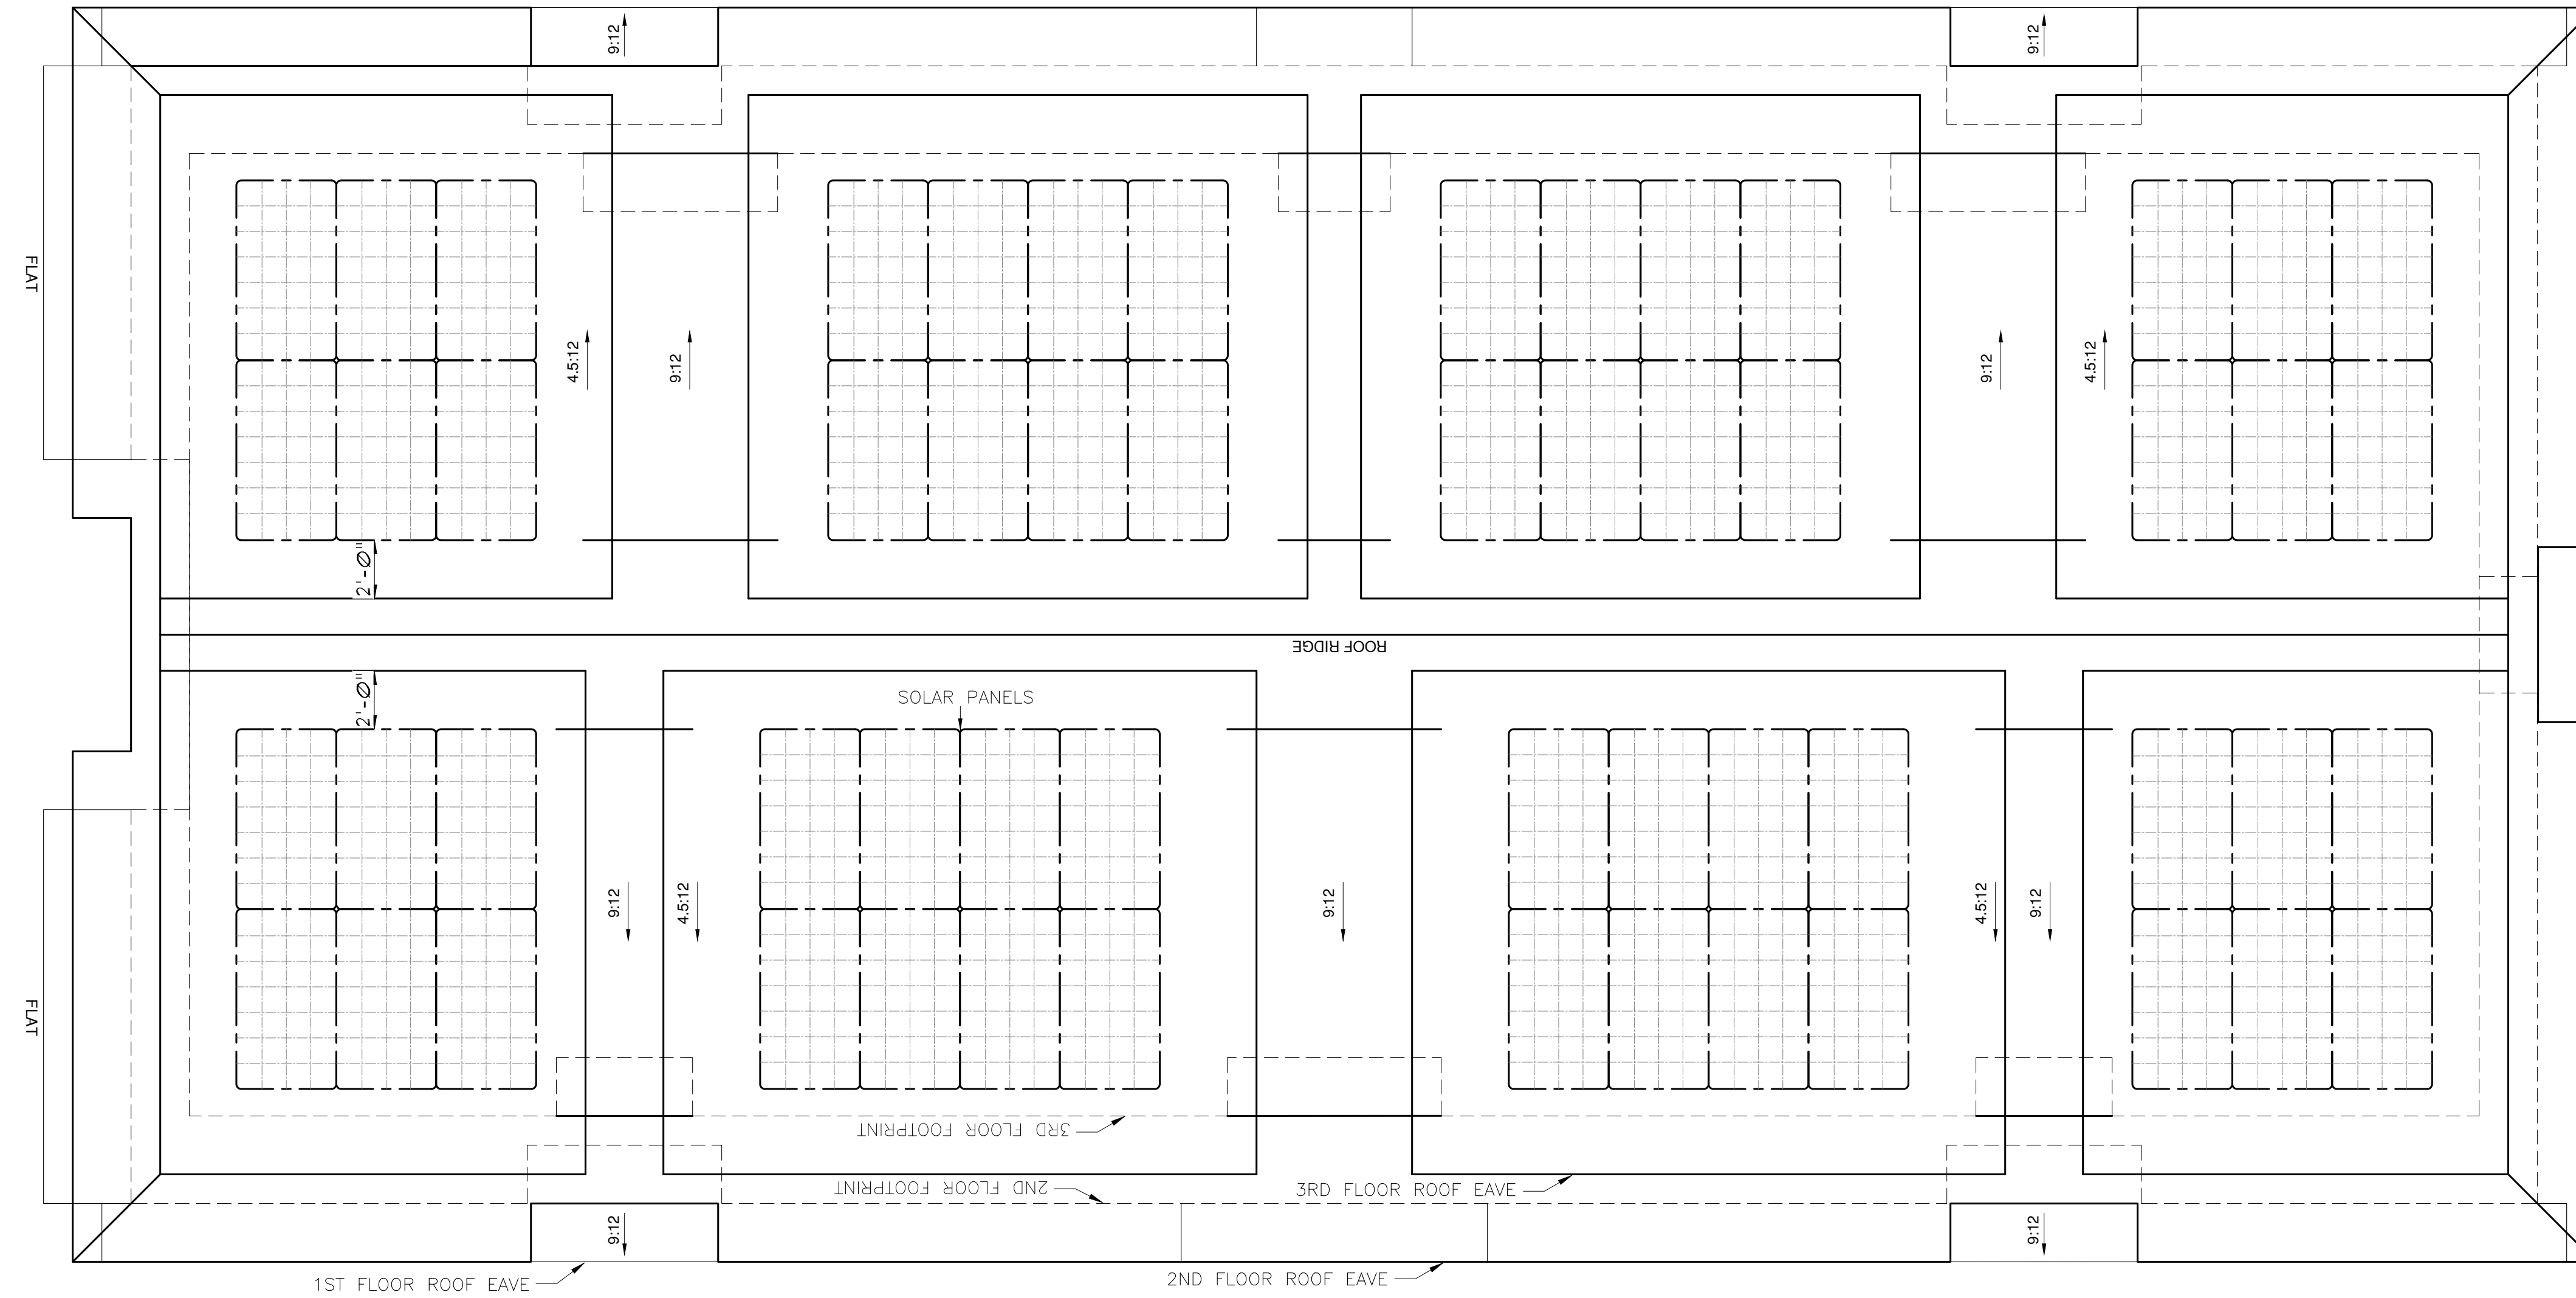 9:12
9:12
FLAT
4.5:12
9:12
9:12
4.5:12
2'-0"
ROOF RIDGE
2'-0"
SOLAR PANELS
9:12
4.5:12
9:12
4.5:12
9:12
FLAT
3RD FLOOR FOOTPRINT
2ND FLOOR FOOTPRINT
3RD FLOOR ROOF EAVE
9:12
9:12
1ST FLOOR ROOF EAVE
2ND FLOOR ROOF EAVE